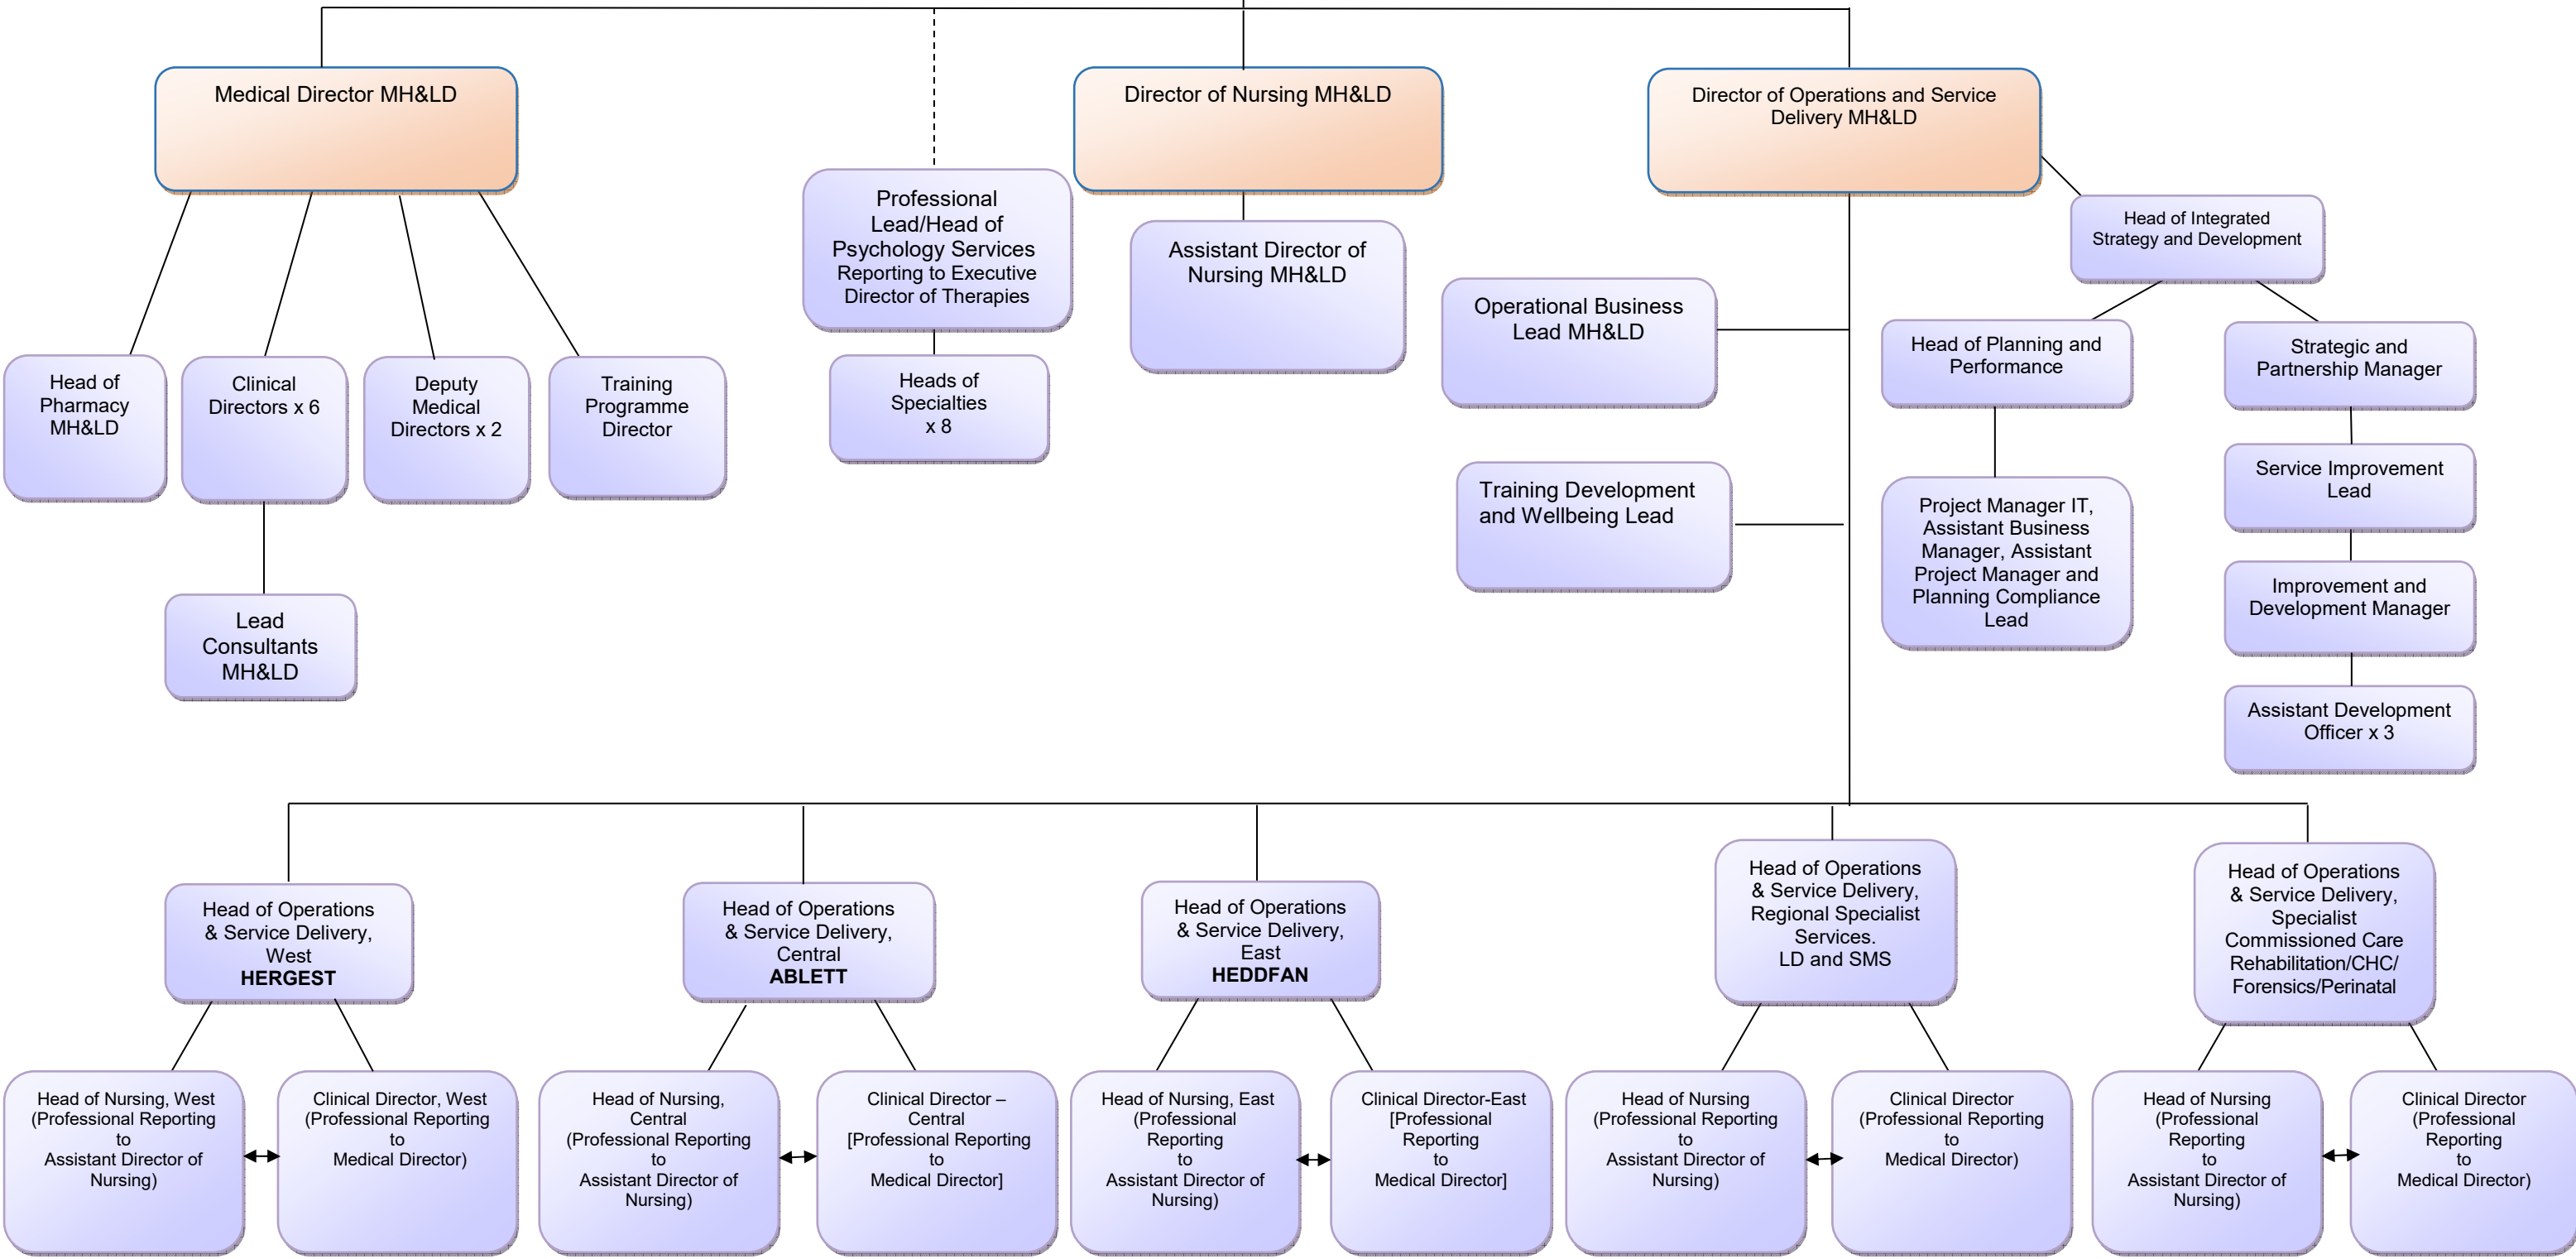 Medical Director MH&LD
Director of Nursing MH&LD
Director of Operations and Service
Delivery MH&LD
Professional
Lead/Head of
Psychology Services
Reporting to Executive
Director of Therapies
Assistant Director of
Nursing MH&LD
Head of Integrated
Strategy and Development
Operational Business
Lead MH&LD
Head of Planning and
Performance
Strategic and
Partnership Manager
Head of
Pharmacy
MH&LD
Clinical
Directors x 6
Deputy
Medical
Directors x 2
Training
Programme
Director
Heads of
Specialties
x 8
Training Development
and Wellbeing Lead
Project Manager IT,
Assistant Business
Manager, Assistant
Project Manager and
Planning Compliance
Lead
Service Improvement
Lead
Improvement and
Development Manager
Assistant Development
Officer x 3
Lead
Consultants
MH&LD
Head of Operations
& Service Delivery,
West
HERGEST
Head of Operations
& Service Delivery,
Central
ABLETT
Head of Operations
& Service Delivery,
East
HEDDFAN
Head of Operations
& Service Delivery,
Regional Specialist
Services.
LD and SMS
Head of Operations
& Service Delivery,
Specialist
Commissioned Care
Rehabilitation/CHC/
Forensics/Perinatal
Head of Nursing, West
(Professional Reporting
to
Assistant Director of
Nursing)
Clinical Director, West
(Professional Reporting
to
Medical Director)
Head of Nursing,
Central
(Professional Reporting
to
Assistant Director of
Nursing)
Clinical Director –
Central
[Professional Reporting
to
Medical Director]
Head of Nursing, East
(Professional
Reporting
to
Assistant Director of
Nursing)
Clinical Director-East
[Professional
Reporting
to
Medical Director]
Head of Nursing
(Professional Reporting
to
Assistant Director of
Nursing)
Clinical Director
(Professional Reporting
to
Medical Director)
Head of Nursing
(Professional
Reporting
to
Assistant Director of
Nursing)
Clinical Director
(Professional
Reporting
to
Medical Director)